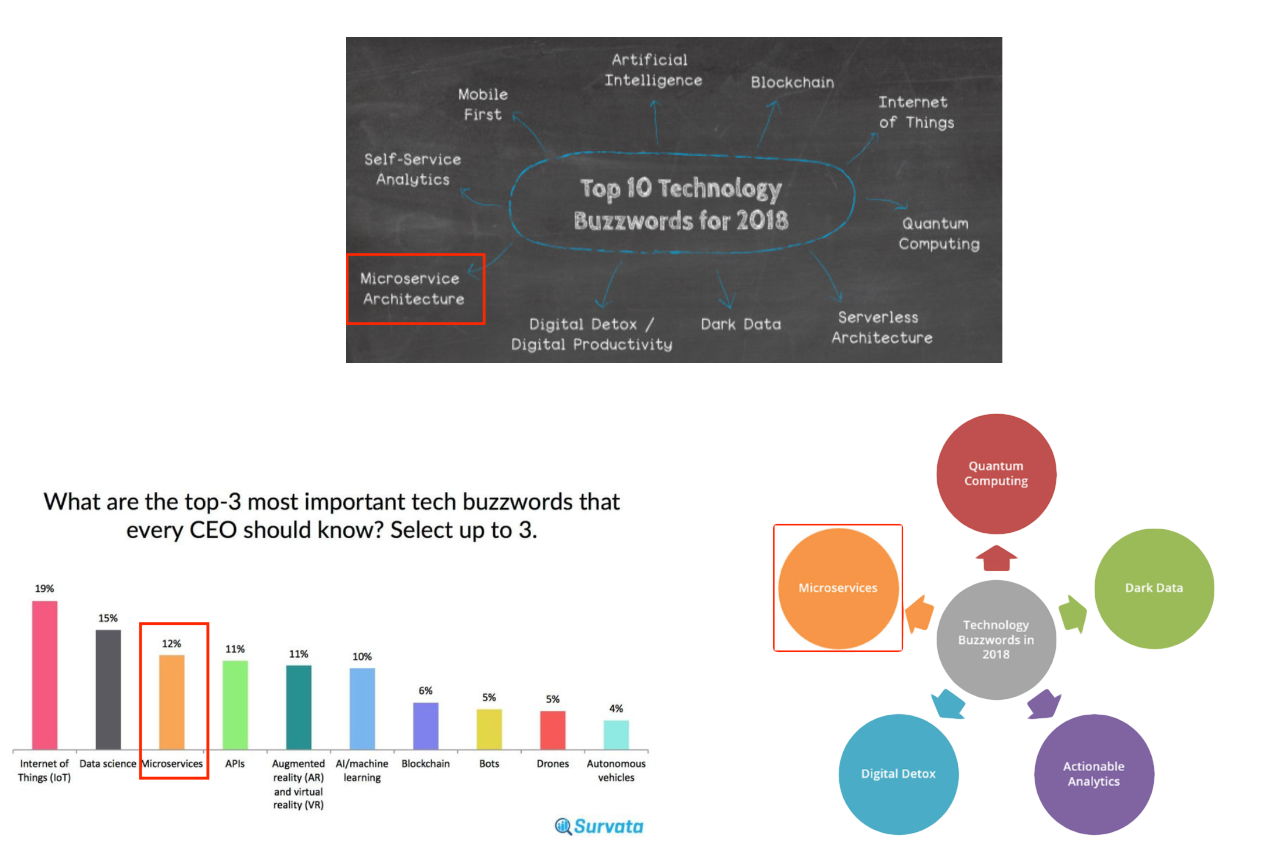 Artificial
Intelligence
Blockchain
Mobile
First
Internet
of Things
Self-Service
Analytics
Top 10 Technology
Buzzwords for 2018
Quantum
Computing
Microservice
Architecture
Digital Detox /
Digital Productivity
Dark Data
Serverless
Architecture
What are the top-3 most important tech buzzwords that
every CEO should know? Select up to 3.
19%
15%
12%
11%
11%
10%
6%
5%
5%
4%
Internet of
Things (IoT)
Data science
Microservices
APIs
Augmented
reality (AR)
and virtual
reality (VR)
AI/machine
learning
Blockchain
Bots
Drones
Autonomous
vehicles
Survata
Quantum
Computing
Microservices
Dark Data
Technology
Buzzwords in
2018
Digital Detox
Actionable
Analytics